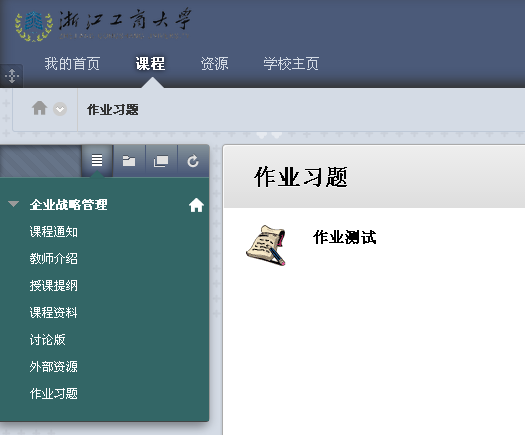 浙江工商大學
我的首页 课程 资源 学校主页
作业习题
企业战略管理
课程通知
教师介绍
授课提纲
课程资料
讨论版
外部资源
作业习题
作业习题
作业测试